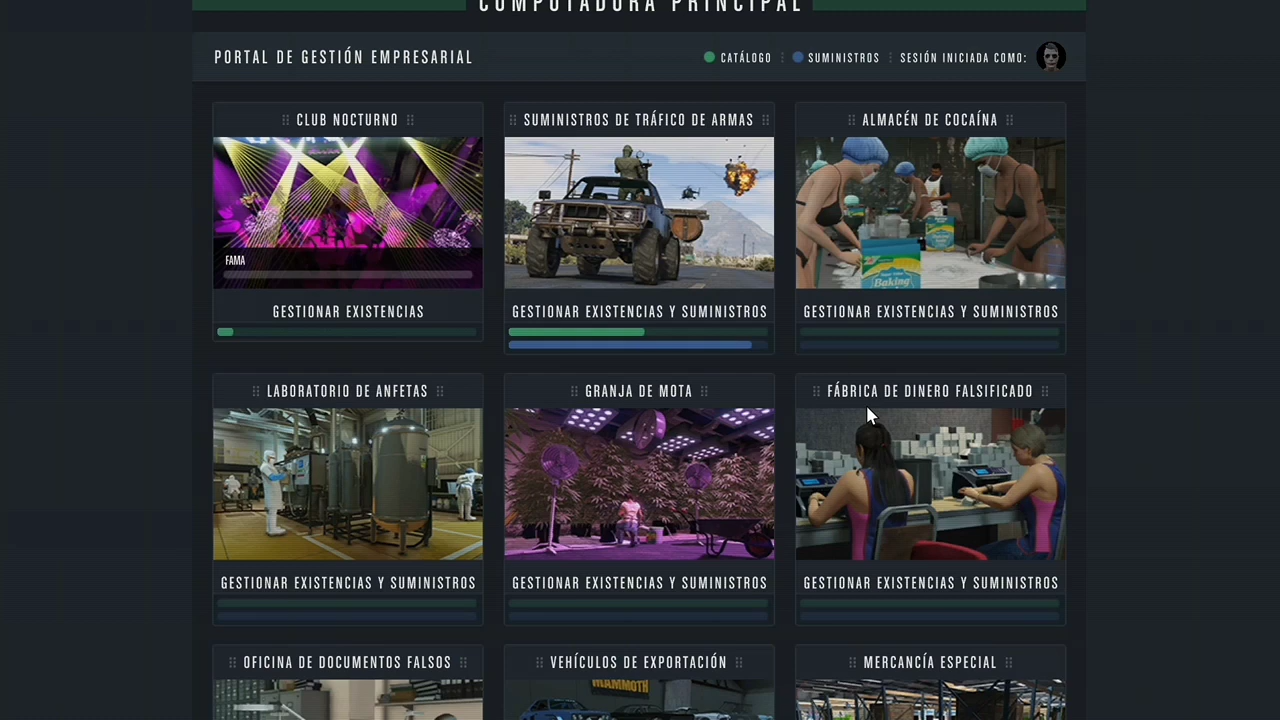 COMPUTADORA PRINCIPAL
PORTAL DE GESTIÓN EMPRESARIAL
CATÁLOGO
SUMINISTROS
SESIÓN INICIADA COMO:
CLUB NOCTURNO
SUMINISTROS DE TRÁFICO DE ARMAS
ALMACÉN DE COCAÍNA
FAMA
Baking
GESTIONAR EXISTENCIAS
GESTIONAR EXISTENCIAS Y SUMINISTROS
GESTIONAR EXISTENCIAS Y SUMINISTROS
LABORATORIO DE ANFETAS
GRANJA DE MOTA
FÁBRICA DE DINERO FALSIFICADO
GESTIONAR EXISTENCIAS Y SUMINISTROS
GESTIONAR EXISTENCIAS Y SUMINISTROS
GESTIONAR EXISTENCIAS Y SUMINISTROS
OFICINA DE DOCUMENTOS FALSOS
VEHÍCULOS DE EXPORTACIÓN
MERCANCÍA ESPECIAL
MAMMOTH